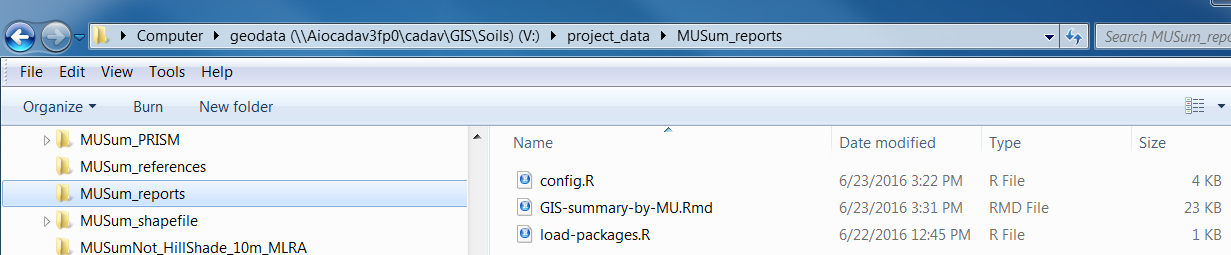 Computer geodata (\\Aiocadav3fp0\cadav\GIS\Soils) (V:) project_data MUSum_reports Search MUSum_repo
File Edit View Tools Help
Organize Burn New folder
MUSum_PRISM
MUSum_references
MUSum_reports
MUSum_shapefile
MUSumNot_HillShade_10m_MLRA
Name Date modified Type Size
config.R 6/23/2016 3:22 PM R File 4 KB
GIS-summary-by-MU.Rmd 6/23/2016 3:31 PM RMD File 23 KB
load-packages.R 6/22/2016 12:45 PM R File 1 KB